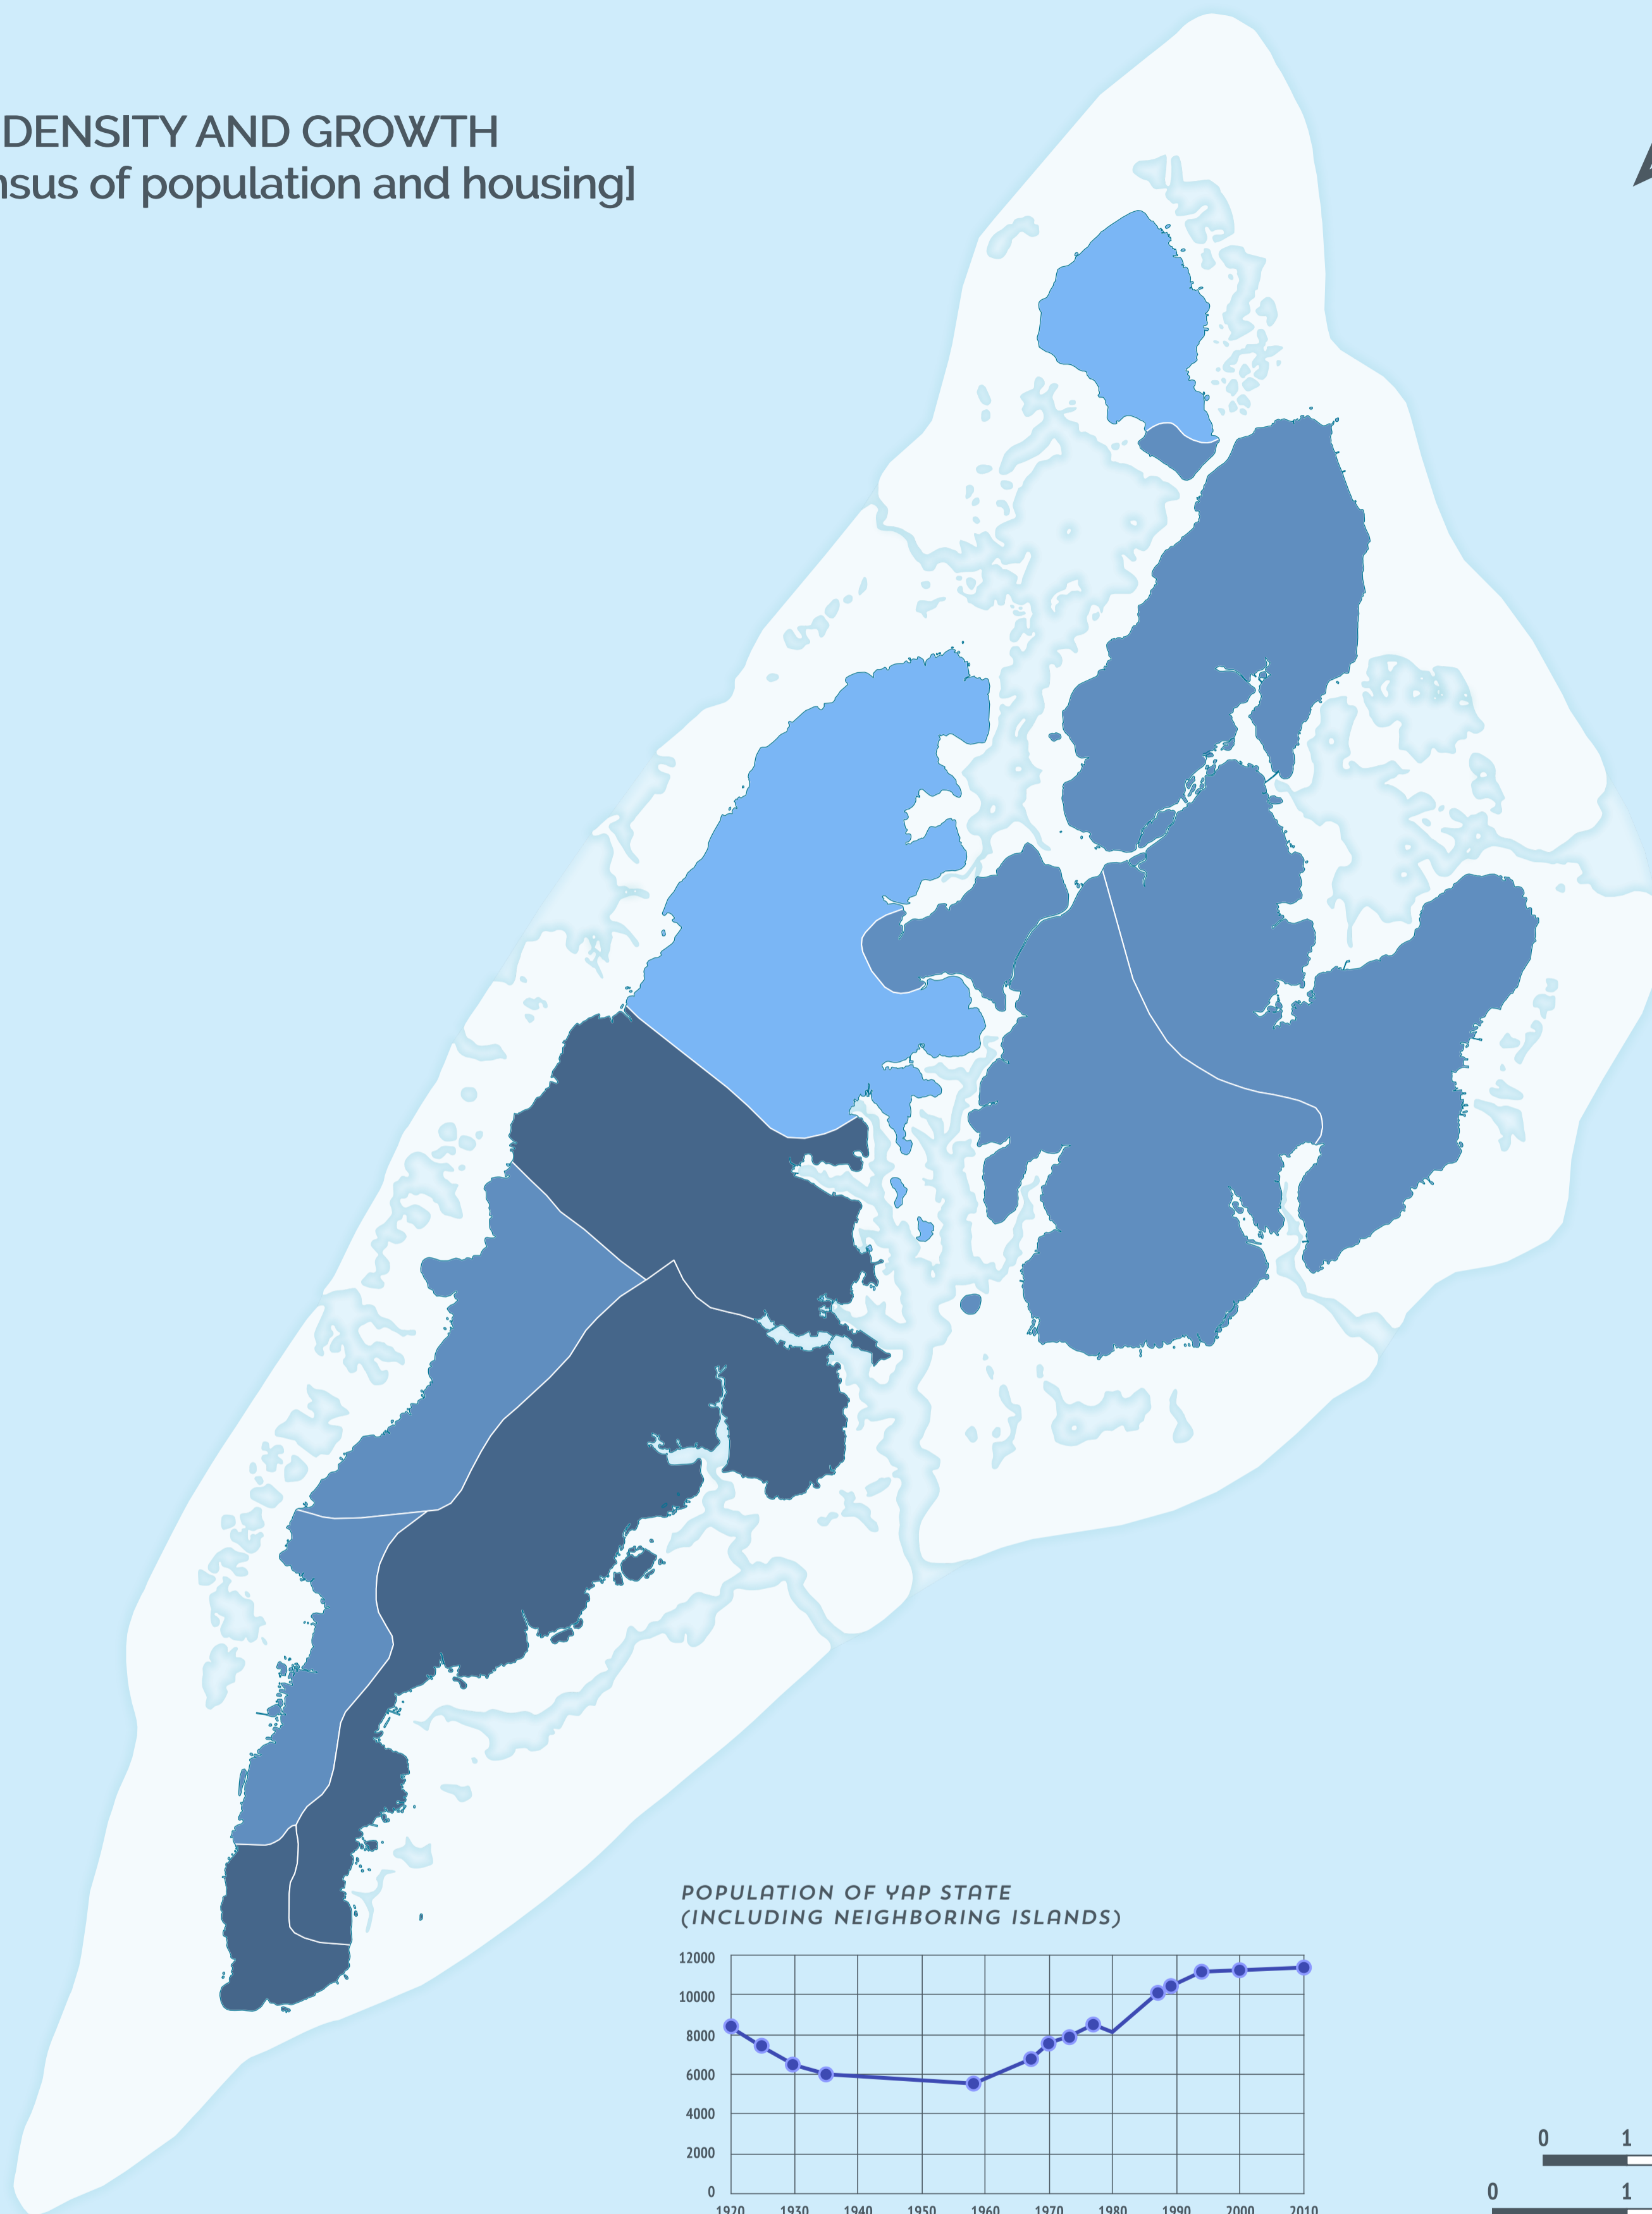 DENSITY AND GROWTH
nsus of population and housing]
POPULATION OF YAP STATE
(INCLUDING NEIGHBORING ISLANDS)
12000
10000
8000
6000
4000
2000
0
1920 1930 1940 1950 1960 1970 1980 1990 2000 2010
0 1
0 1